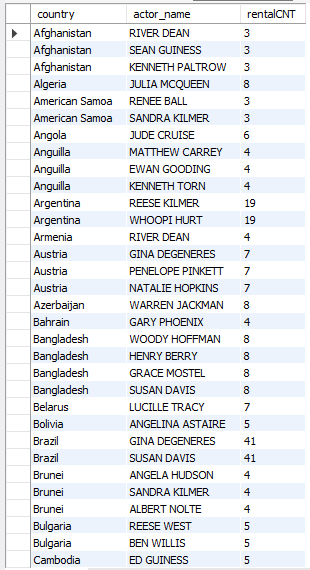 country actor_name rentalCNT
Afghanistan RIVER DEAN 3
Afghanistan SEAN GUINESS 3
Afghanistan KENNETH PALTROW 3
Algeria JULIA MCQUEEN 8
American Samoa RENEE BALL 3
American Samoa SANDRA KILMER 3
Angola JUDE CRUISE 6
Anguilla MATTHEW CARREY 4
Anguilla EWAN GOODING 4
Anguilla KENNETH TORN 4
Argentina REESE KILMER 19
Argentina WHOOPI HURT 19
Armenia RIVER DEAN 4
Austria GINA DEGENERES 7
Austria PENELOPE PINKETT 7
Austria NATALIE HOPKINS 7
Azerbaijan WARREN JACKMAN 8
Bahrain GARY PHOENIX 4
Bangladesh WOODY HOFFMAN 8
Bangladesh HENRY BERRY 8
Bangladesh GRACE MOSTEL 8
Bangladesh SUSAN DAVIS 8
Belarus LUCILLE TRACY 7
Bolivia ANGELINA ASTAIRE 5
Brazil GINA DEGENERES 41
Brazil SUSAN DAVIS 41
Brunei ANGELA HUDSON 4
Brunei SANDRA KILMER 4
Brunei ALBERT NOLTE 4
Bulgaria REESE WEST 5
Bulgaria BEN WILLIS 5
Cambodia ED GUINESS 5